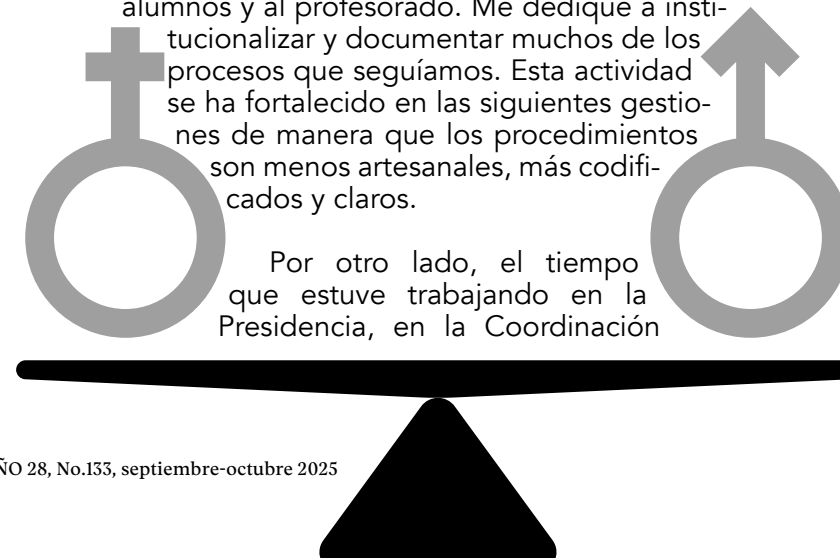 alumnos y al profesorado. Me dediqué a insti-
tucionalizar y documentar muchos de los
procesos que seguíamos. Esta actividad
se ha fortalecido en las siguientes gestio-
nes de manera que los procedimientos
son menos artesanales, más codifi-
cados y claros.
Por otro lado, el tiempo
que estuve trabajando en la
Presidencia, en la Coordinación
ÑO 28, No.133, septiembre-octubre 2025